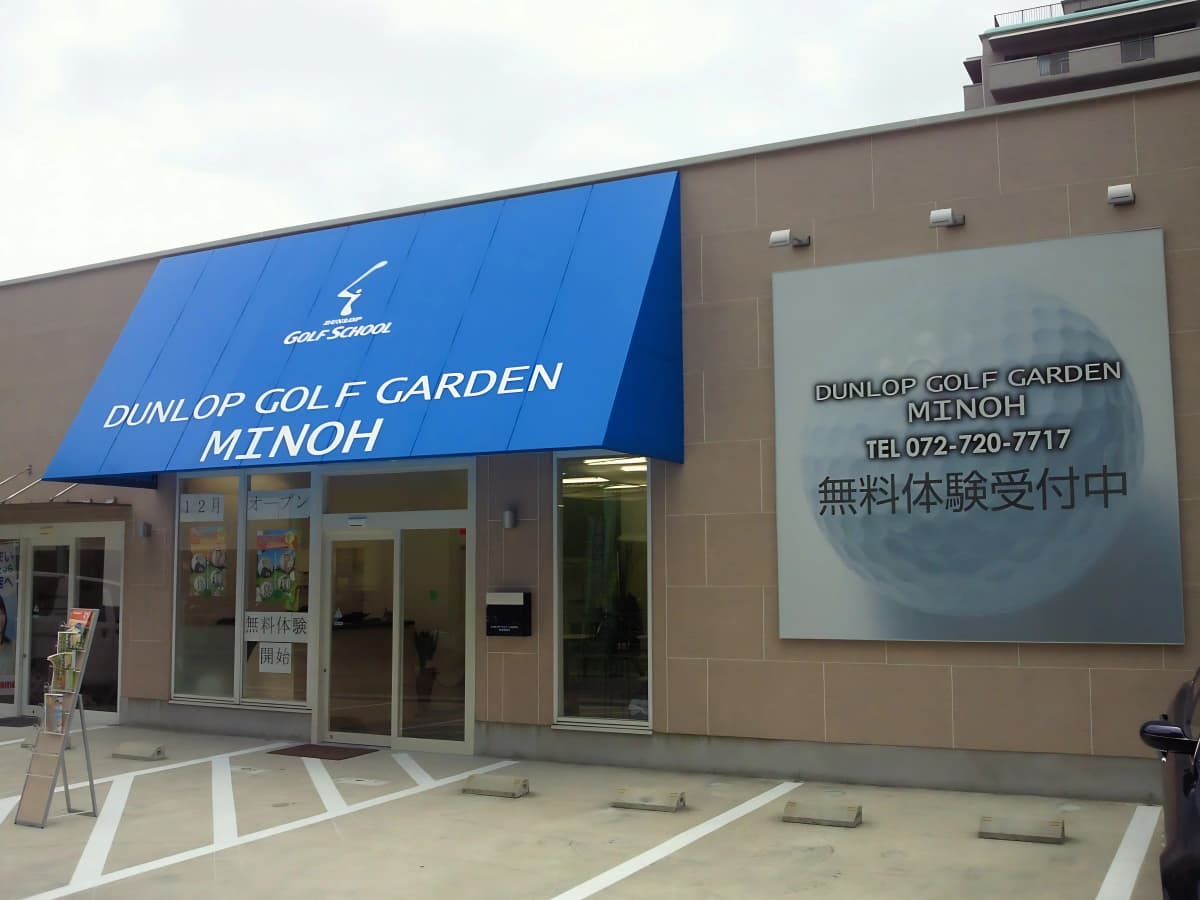 DUNLOP
GOLF SCHOOL
DUNLOP GOLF GARDEN
MINOH
DUNLOP GOLF GARDEN
MINOH
TEL 072-720-7717
無料体験受付中
12月
オープン
無料体験
開始